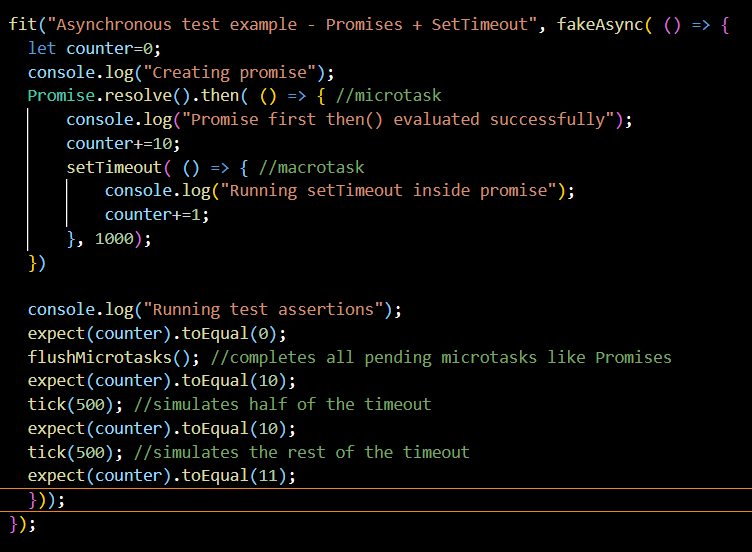 fit("Asynchronous test example - Promises + SetTimeout", fakeAsync( () => {
let counter=0;
console.log("Creating promise");
Promise.resolve().then( () => { //microtask
console.log("Promise first then() evaluated successfully");
counter+=10;
setTimeout( () => { //macrotask
console.log("Running setTimeout inside promise");
counter+=1;
}, 1000);
})
console.log("Running test assertions");
expect(counter).toEqual(0);
flushMicrotasks(); //completes all pending microtasks like Promises
expect(counter).toEqual(10);
tick(500); //simulates half of the timeout
expect(counter).toEqual(10);
tick(500); //simulates the rest of the timeout
expect(counter).toEqual(11);
}));
});